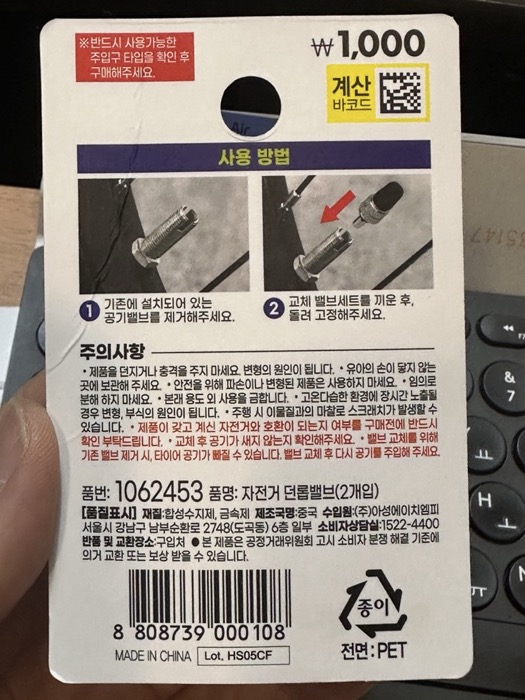 ※반드시 사용가능한
주입구 타입을 확인 후
구매해주세요.
₩1,000
계산
바코드
Air
사용 방법
1 기존에 설치되어 있는
공기밸브를 제거해주세요.
2 교체 밸브세트를 끼운 후,
돌려 고정해주세요.
주의사항
• 제품을 던지거나 충격을 주지 마세요. 변형의 원인이 됩니다. • 유아의 손이 닿지 않는
곳에 보관해 주세요. • 안전을 위해 파손이나 변형된 제품은 사용하지 마세요. • 임의로
분해 하지 마세요. • 본래 용도 외 사용을 금합니다. • 고온다습한 환경에 장시간 노출될
경우 변형, 부식의 원인이 됩니다. • 주행 시 이물질과의 마찰로 스크래치가 발생할 수
있습니다. • 제품이 갖고 계신 자전거와 호환이 되는지 여부를 구매전에 반드시
확인 부탁드립니다. • 교체 후 공기가 새지 않는지 확인해주세요. • 밸브 교체를 위해
기존 밸브 제거 시, 타이어 공기가 빠질 수 있습니다. 밸브 교체 후 다시 공기를 주입해 주세요.
품번: 1062453 품명: 자전거 던롭밸브(2개입)
[품질표시] 재질:합성수지제, 금속제 제조국명:중국 수입원:(주)아성에이치엠피
서울시 강남구 남부순환로 2748(도곡동) 6층 일부 소비자상담실:1522-4400
반품 및 교환장소:구입처 ● 본 제품은 공정거래위원회 고시 소비자 분쟁 해결 기준에
의거 교환 또는 보상 받을 수 있습니다.
8 808739 000108
MADE IN CHINA Lot. HS05CF
종이
전면:PET
&
7
ㅛ
H
ㅗ
N
ㅠ